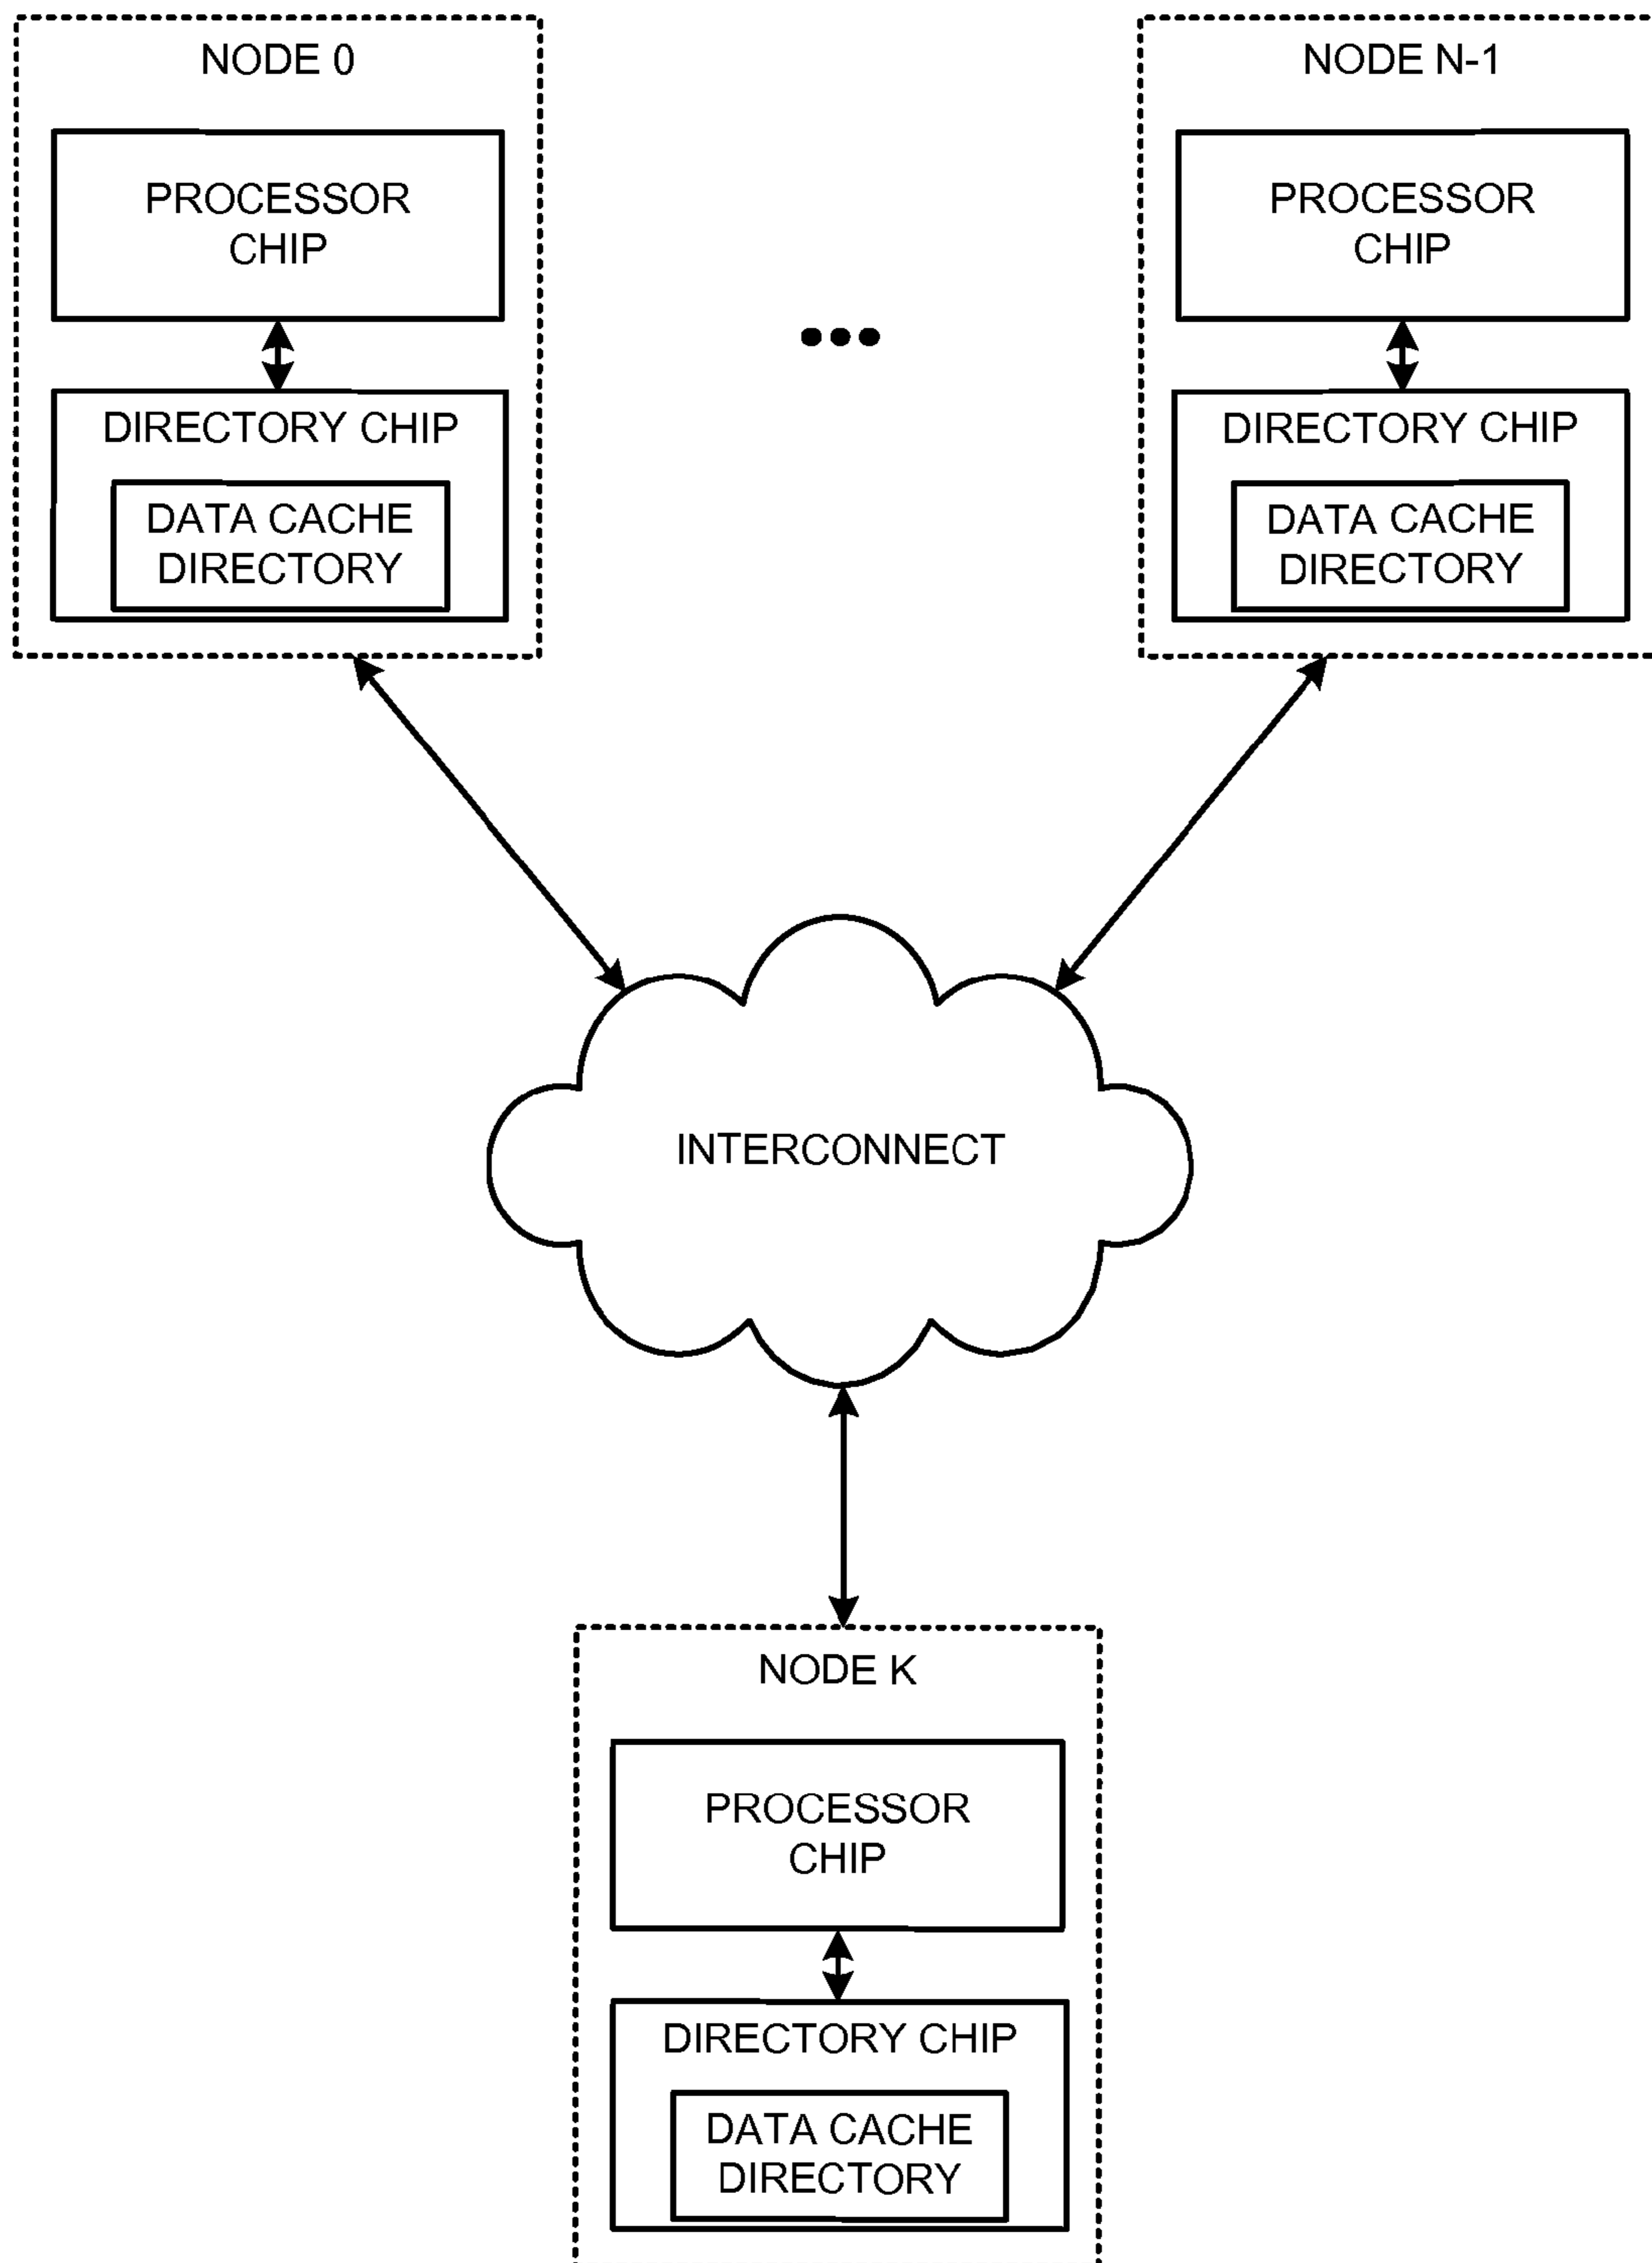 NODE 0
PROCESSOR
CHIP
DIRECTORY CHIP
DATA CACHE
DIRECTORY
NODE N-1
PROCESSOR
CHIP
DIRECTORY CHIP
DATA CACHE
DIRECTORY
INTERCONNECT
NODE K
PROCESSOR
CHIP
DIRECTORY CHIP
DATA CACHE
DIRECTORY